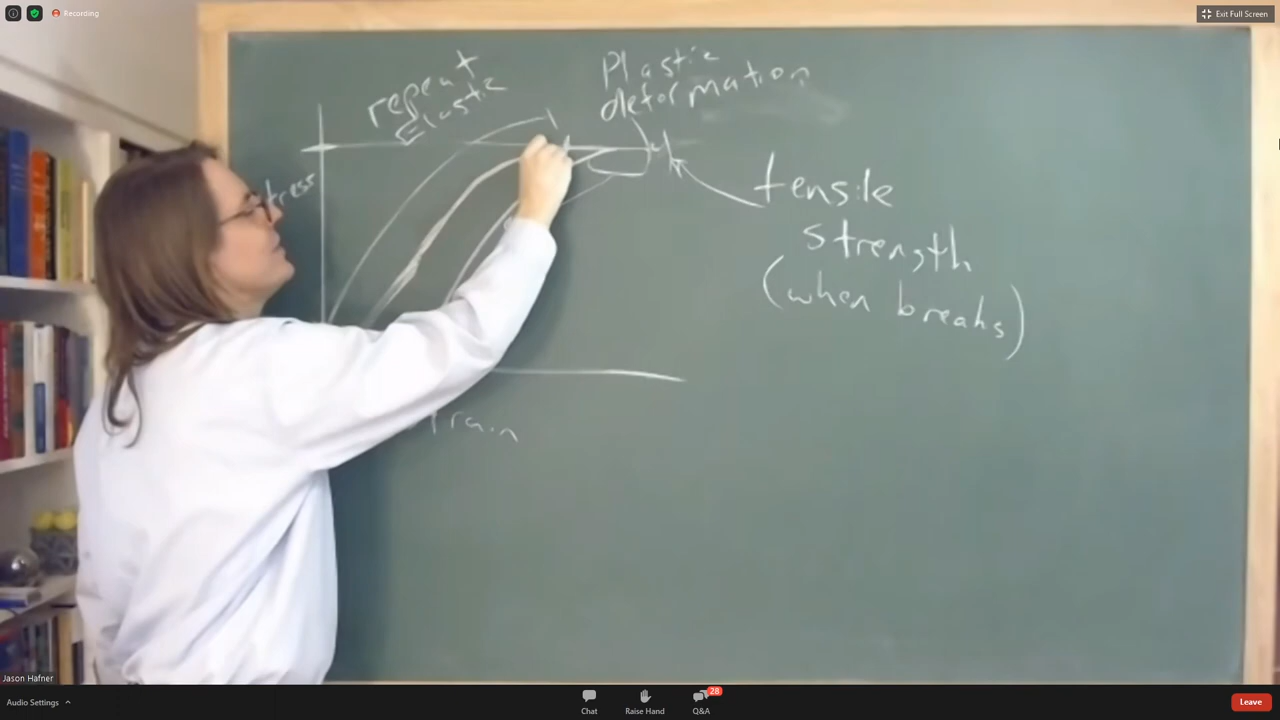 Recording
Exit Full Screen
repeat
Elastic
Plastic
deformation
stress
tensile
strength
(when breaks)
train
Jason Hafner
Audio Settings
Chat
Raise Hand
28
Q&A
Leave